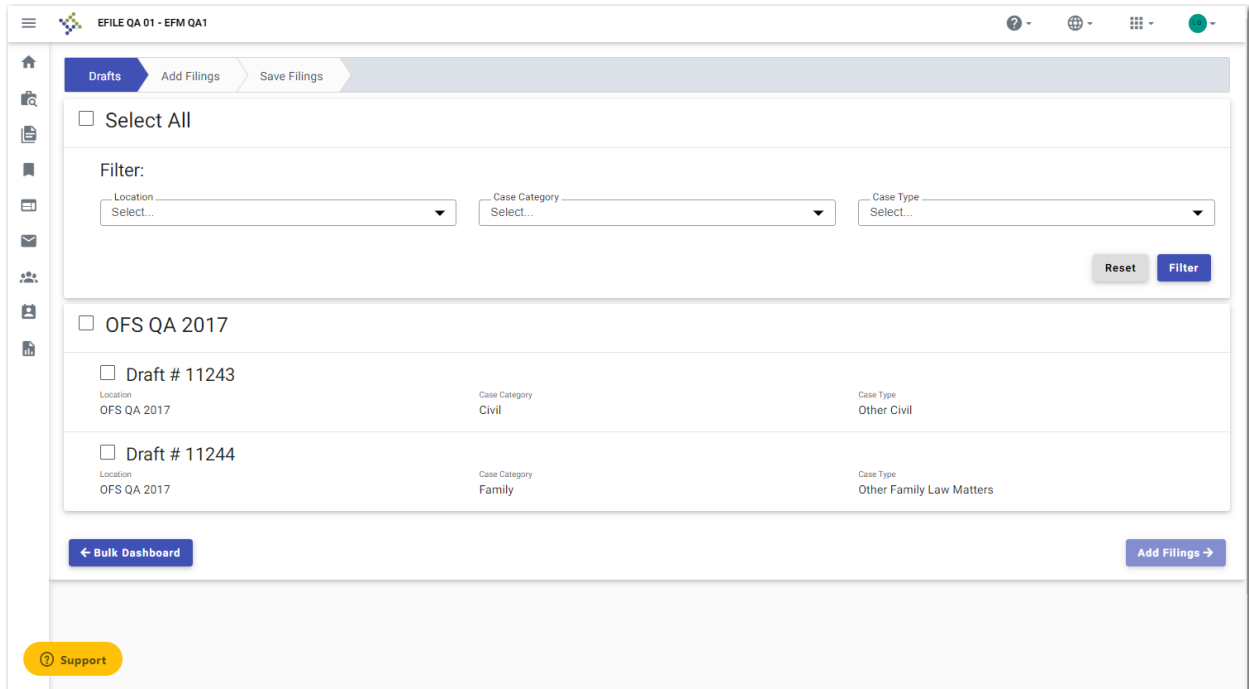 EFILE QA 01 - EFM QA1
Drafts Add Filings Save Filings
Select All
Filter:
Location Case Category Case Type
Select... Select... Select...
Reset Filter
OFS QA 2017
Draft # 11243
Location Case Category Case Type
OFS QA 2017 Civil Other Civil
Draft # 11244
Location Case Category Case Type
OFS QA 2017 Family Other Family Law Matters
Bulk Dashboard Add Filings
Support